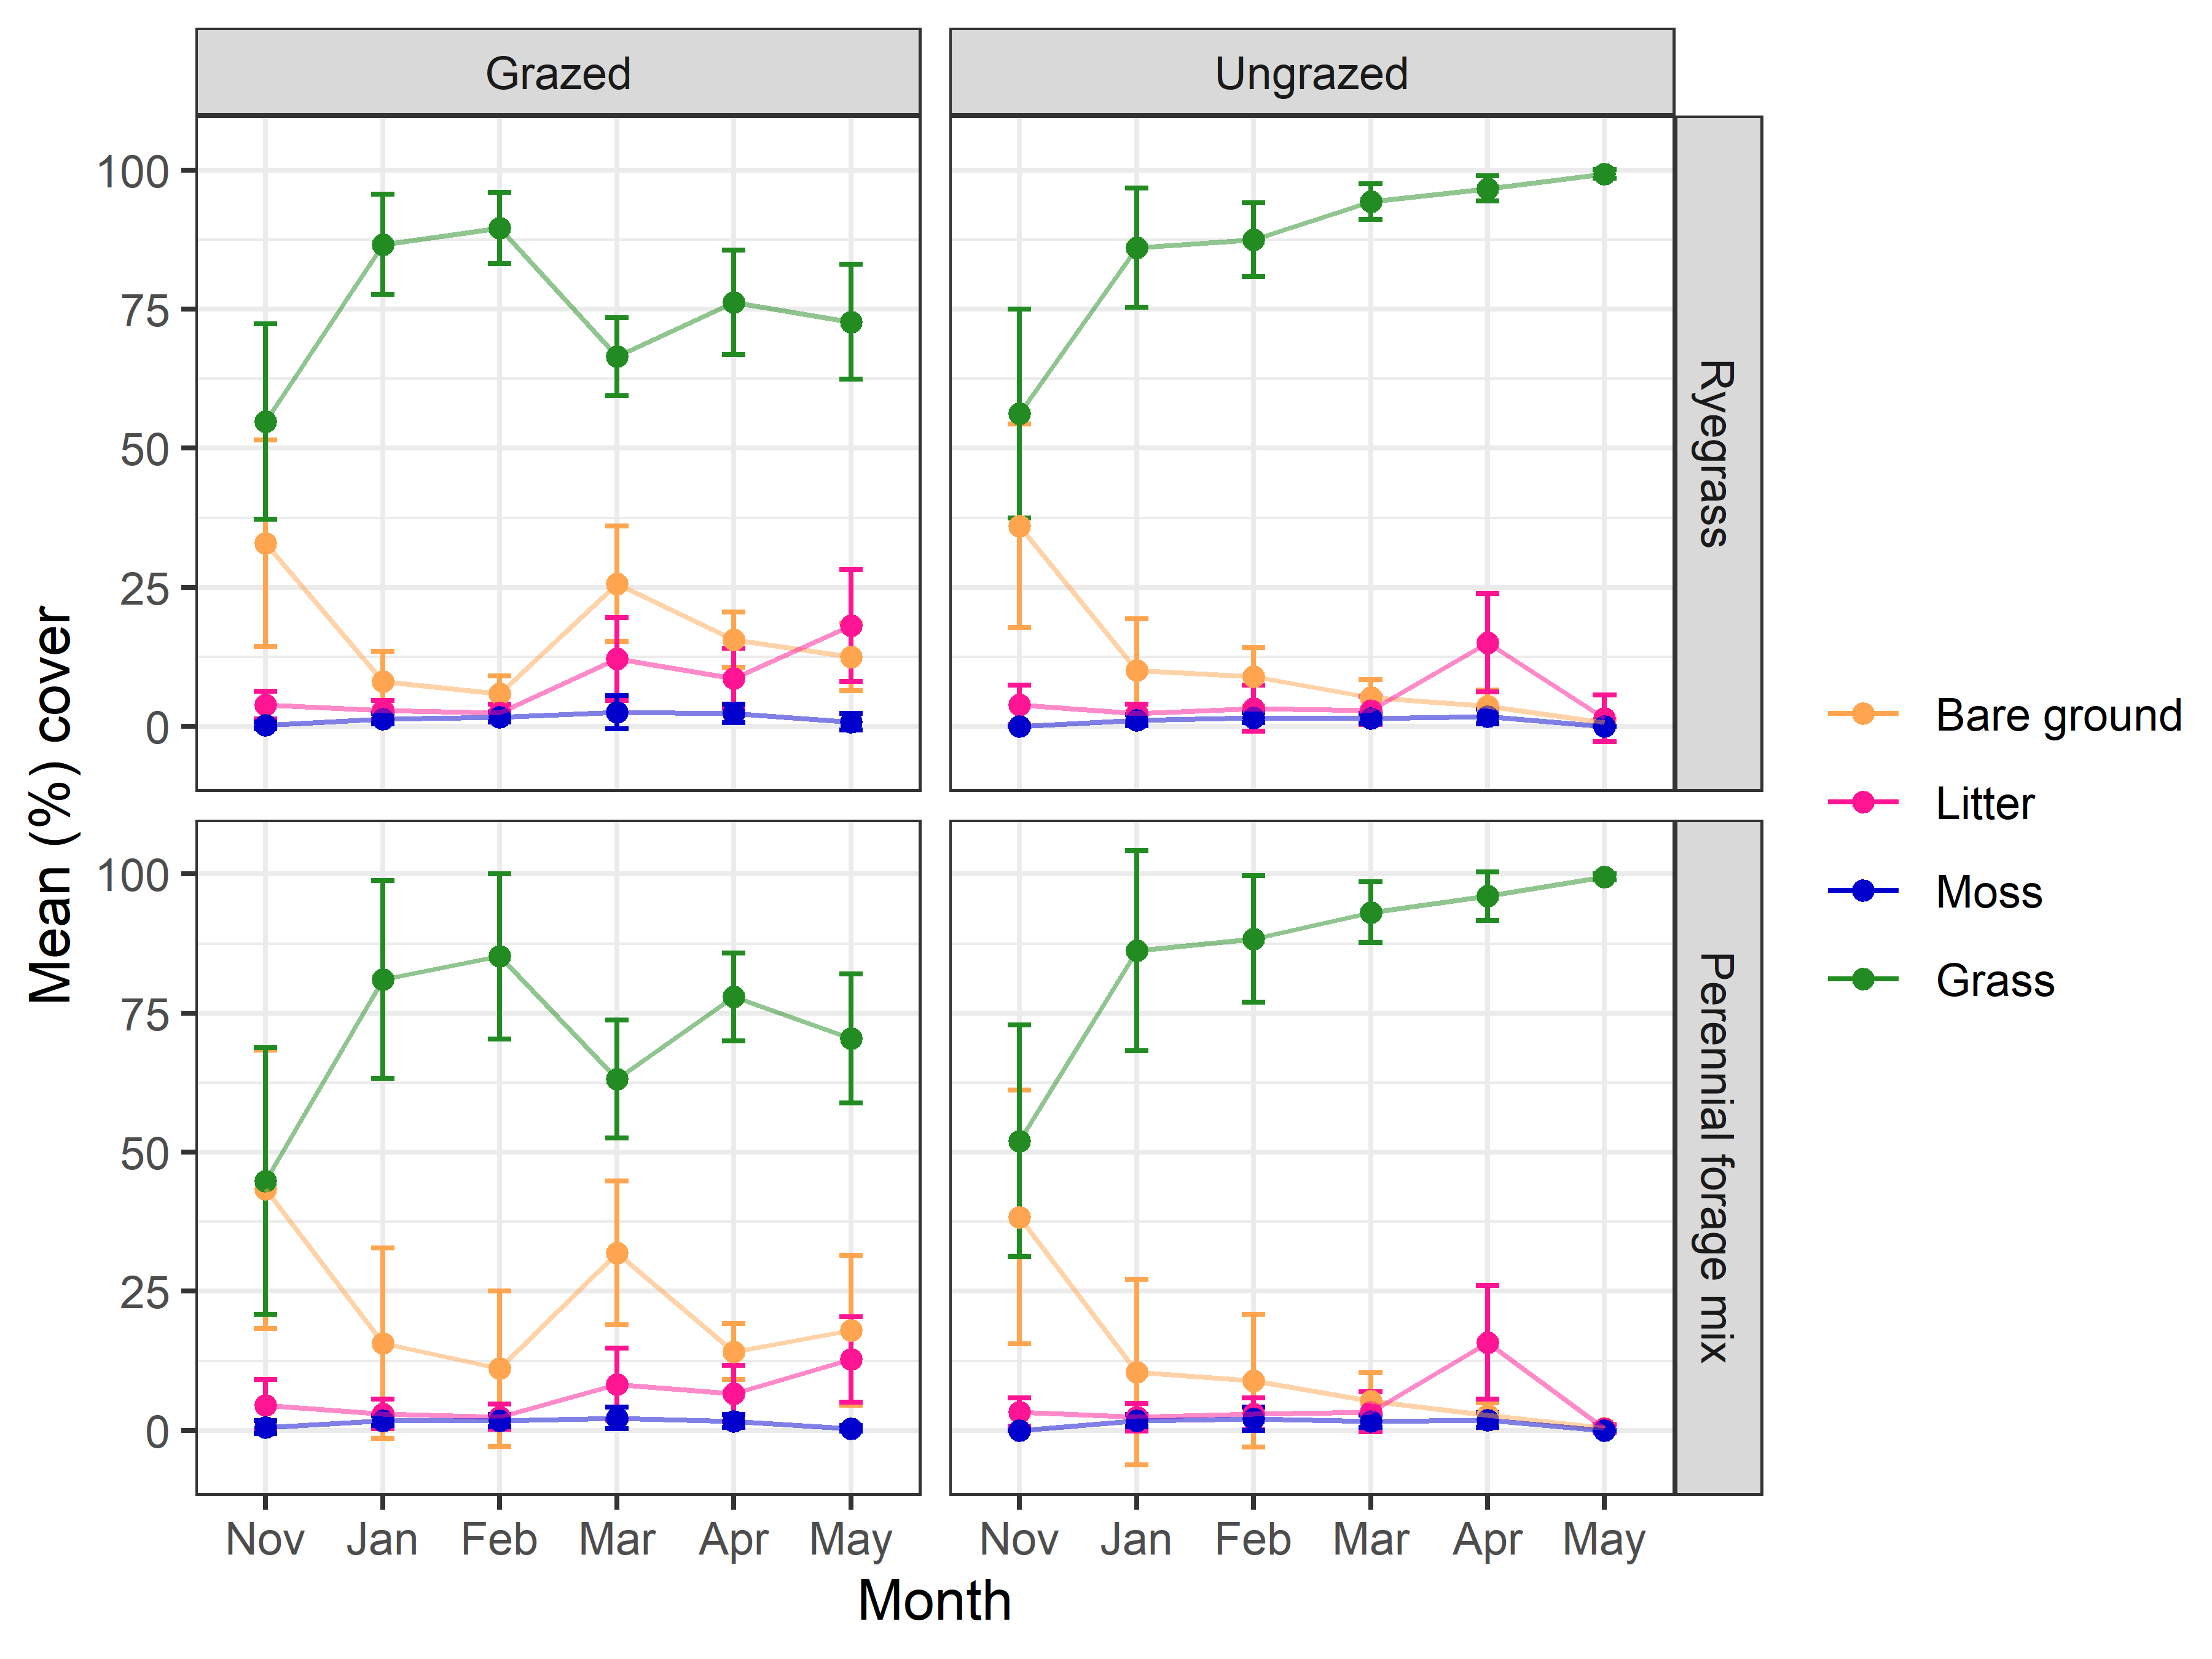 Grazed
Ungrazed
100
75
50
25
0
Ryegrass
100
75
50
25
0
Perennial forage mix
Mean (%) cover
Nov Jan Feb Mar Apr May
Nov Jan Feb Mar Apr May
Month
Bare ground
Litter
Moss
Grass